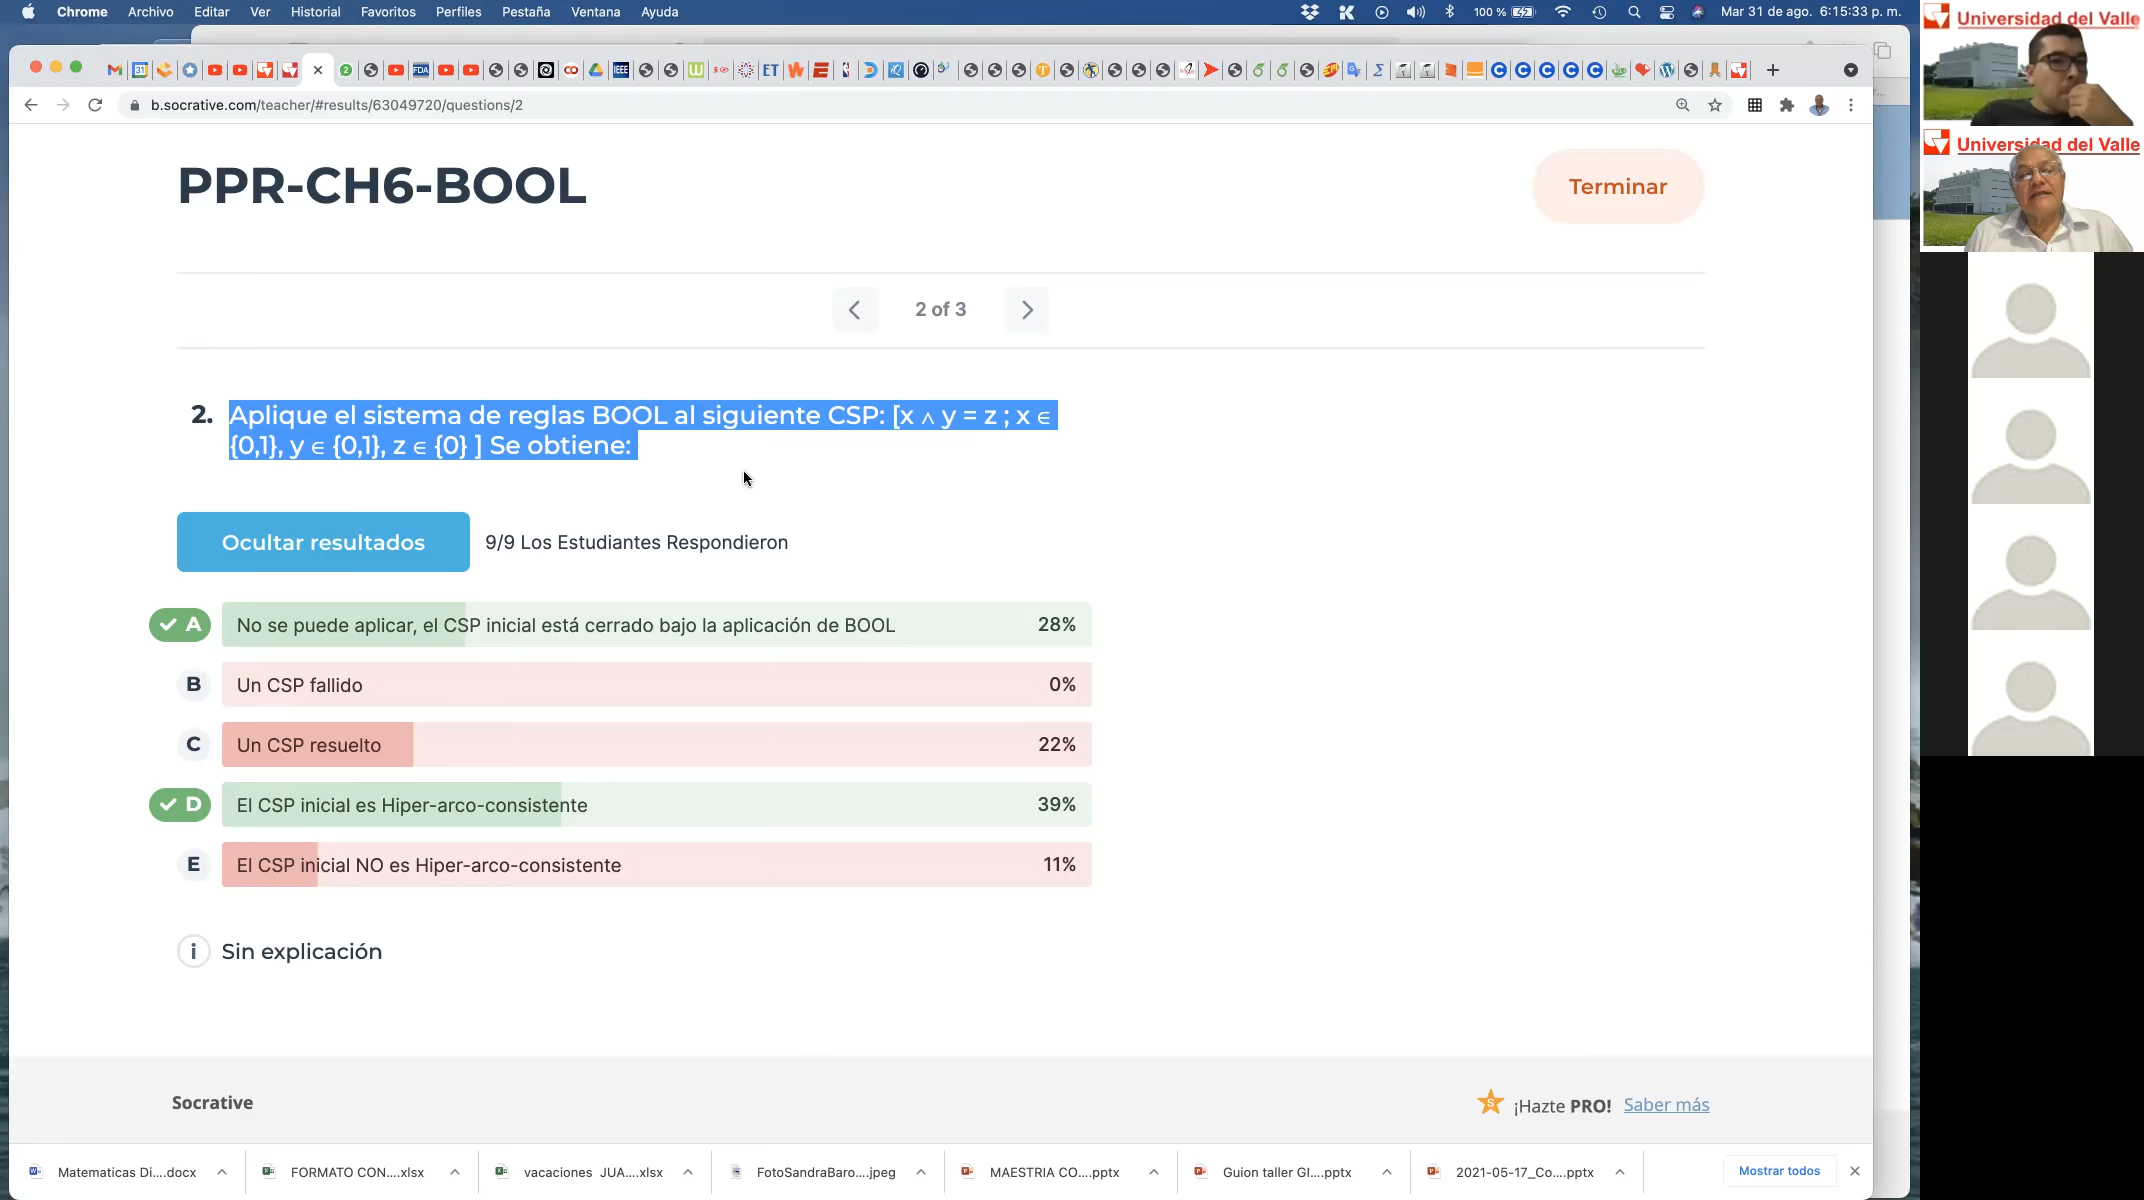 Chrome Archivo Editar Ver Historial Favoritos Perfiles Pestaña Ventana Ayuda
100 % Mar 31 de ago. 6:15:33 p. m.
b.socrative.com/teacher/#results/63049720/questions/2
Universidad del Valle
Universidad del Valle
PPR-CH6-BOOL
Terminar
2 of 3
2. Aplique el sistema de reglas BOOL al siguiente CSP: [x ∧ y = z ; x ∈
{0,1}, y ∈ {0,1}, z ∈ {0} ] Se obtiene:
Ocultar resultados 9/9 Los Estudiantes Respondieron
A No se puede aplicar, el CSP inicial está cerrado bajo la aplicación de BOOL 28%
B Un CSP fallido 0%
C Un CSP resuelto 22%
D El CSP inicial es Hiper-arco-consistente 39%
E El CSP inicial NO es Hiper-arco-consistente 11%
i Sin explicación
Socrative
¡Hazte PRO! Saber más
Matematicas Di....docx FORMATO CON....xlsx vacaciones JUA....xlsx FotoSandraBaro....jpeg MAESTRIA CO....pptx Guion taller GI....pptx 2021-05-17_Co....pptx Mostrar todos